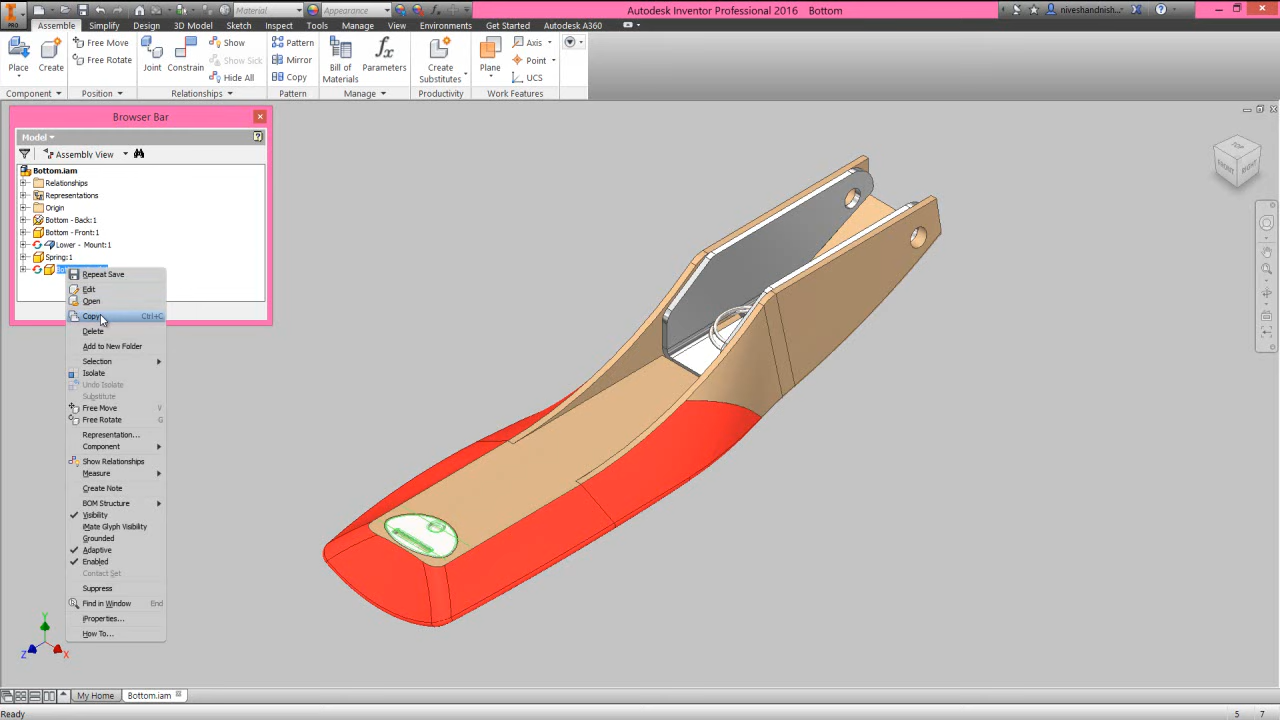 PRO
Material
Appearance
Autodesk Inventor Professional 2016 Bottom
niveshandnish...
Assemble Simplify Design 3D Model Sketch Inspect Tools Manage View Environments Get Started Autodesk A360
Place Create Free Move Free Rotate
Joint Constrain Show Show Sick Hide All
Pattern Mirror Copy
Bill of Materials Parameters
Create Substitutes
Plane Axis Point UCS
Component Position Relationships Pattern Manage Productivity Work Features
Browser Bar
Model
Assembly View
Bottom.iam
Relationships
Representations
Origin
Bottom - Back:1
Bottom - Front:1
Lower - Mount:1
Spring:1
Repeat Save
Edit
Open
Copy Ctrl+C
Delete
Add to New Folder
Selection
Isolate
Undo Isolate
Substitute
Free Move V
Free Rotate G
Representation...
Component
Show Relationships
Measure
Create Note
BOM Structure
Visibility
iMate Glyph Visibility
Grounded
Adaptive
Enabled
Contact Set
Suppress
Find in Window End
iProperties...
How To...
TOP
FRONT
RIGHT
Y
Z
X
My Home Bottom.iam
Ready 5 7